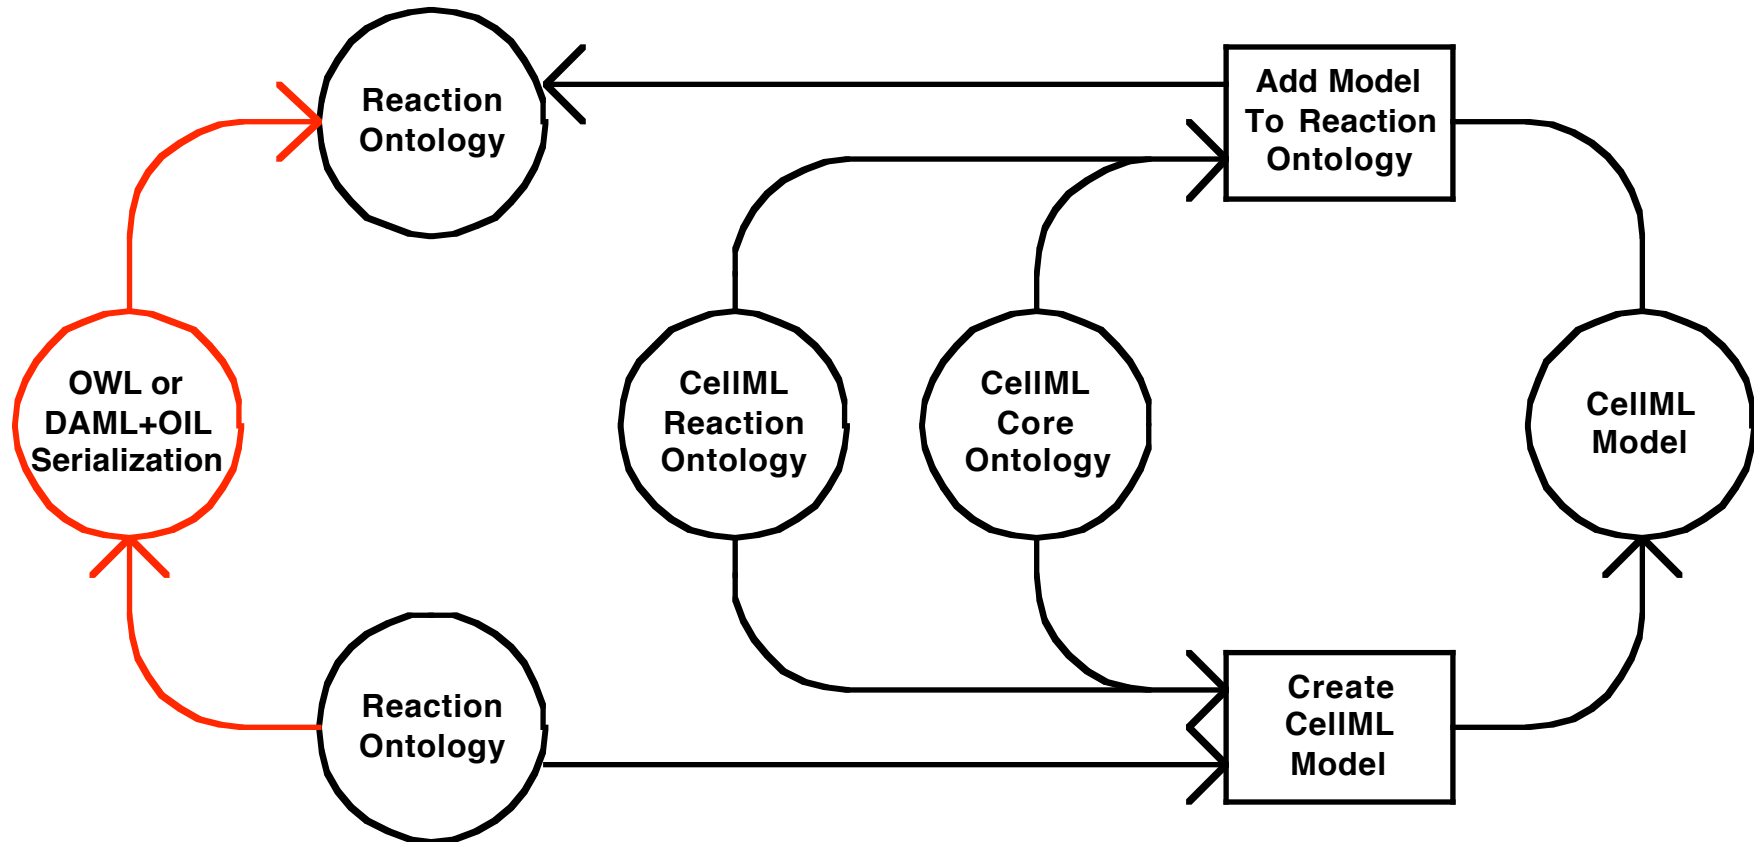 Reaction
Ontology
Add Model
To Reaction
Ontology
OWL or
DAML+OIL
Serialization
CellML
Reaction
Ontology
CellML
Core
Ontology
CellML
Model
Reaction
Ontology
Create
CellML
Model